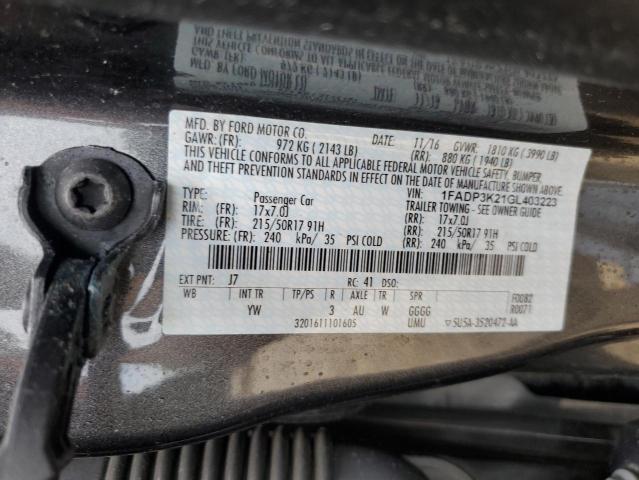 MFD. BY FORD MOTOR CO. DATE: 11/16 GVWR: 1810 KG ( 3990 LB)
GAWR: (FR): 972 KG ( 2143 LB) (RR): 880 KG ( 1940 LB)
THIS VEHICLE CONFORMS TO ALL APPLICABLE FEDERAL MOTOR VEHICLE SAFETY, BUMPER
AND THEFT PREVENTION STANDARDS IN EFFECT ON THE DATE OF MANUFACTURE SHOWN ABOVE.
VIN: 1FADP3K21GL403223
TYPE: Passenger Car TRAILER TOWING - SEE OWNER GUIDE
RIM: (FR): 17x7.0J (RR): 17x7.0J
TIRE: (FR): 215/50R17 91H (RR): 215/50R17 91H
PRESSURE: (FR): 240 kPa/ 35 PSI COLD (RR): 240 kPa/ 35 PSI COLD
EXT PNT: J7 RC: 41 DSO:
WB INT TR TP/PS R AXLE TR SPR
YW 3 AU W GGGG
3201611101605 UMU
F0082
R0071
5U5A-3520472-AA